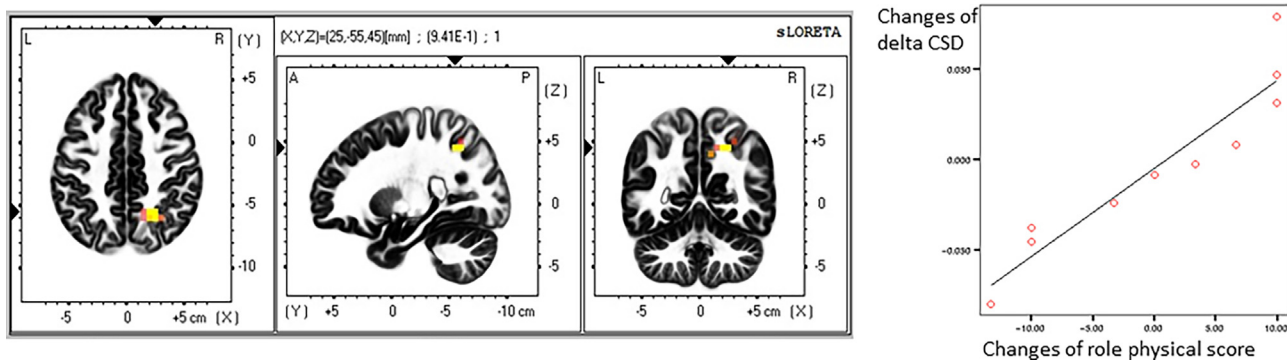 L R (Y)
+5
0
-5
-10
-5 0 +5 cm (X)
(X,Y,Z)=(25,-55,45)[mm] ; (9.41E-1) ; 1 sLORETA
A P (Z)
+5
0
-5
(Y) +5 0 -5 -10 cm
L R (Z)
+5
0
-5
-5 0 +5 cm (X)
Changes of
delta CSD
0.050
0.000
-0.050
-10.00 -5.00 0.00 5.00 10.00
Changes of role physical score